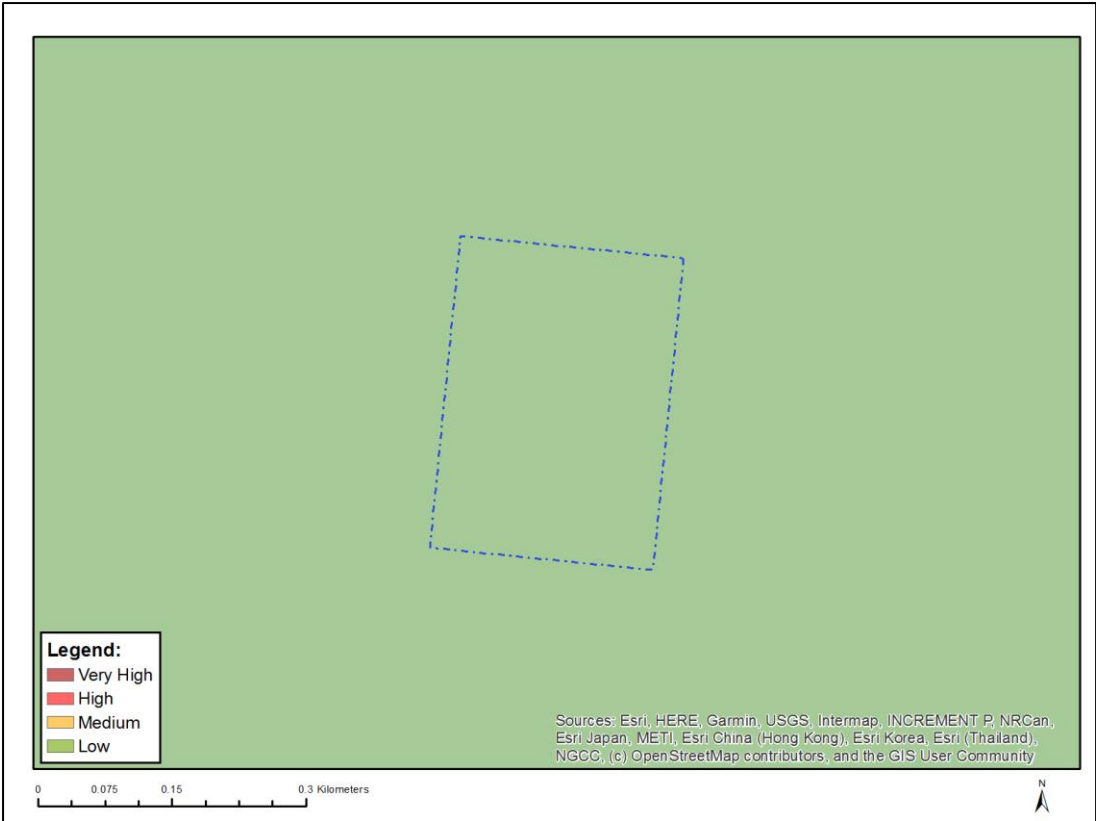 Legend:
Very High
High
Medium
Low
Sources: Esri, HERE, Garmin, USGS, Intermap, INCREMENT P, NRCan,
Esri Japan, METI, Esri China (Hong Kong), Esri Korea, Esri (Thailand),
NGCC, (c) OpenStreetMap contributors, and the GIS User Community
0 0.075 0.15 0.3 Kilometers
N